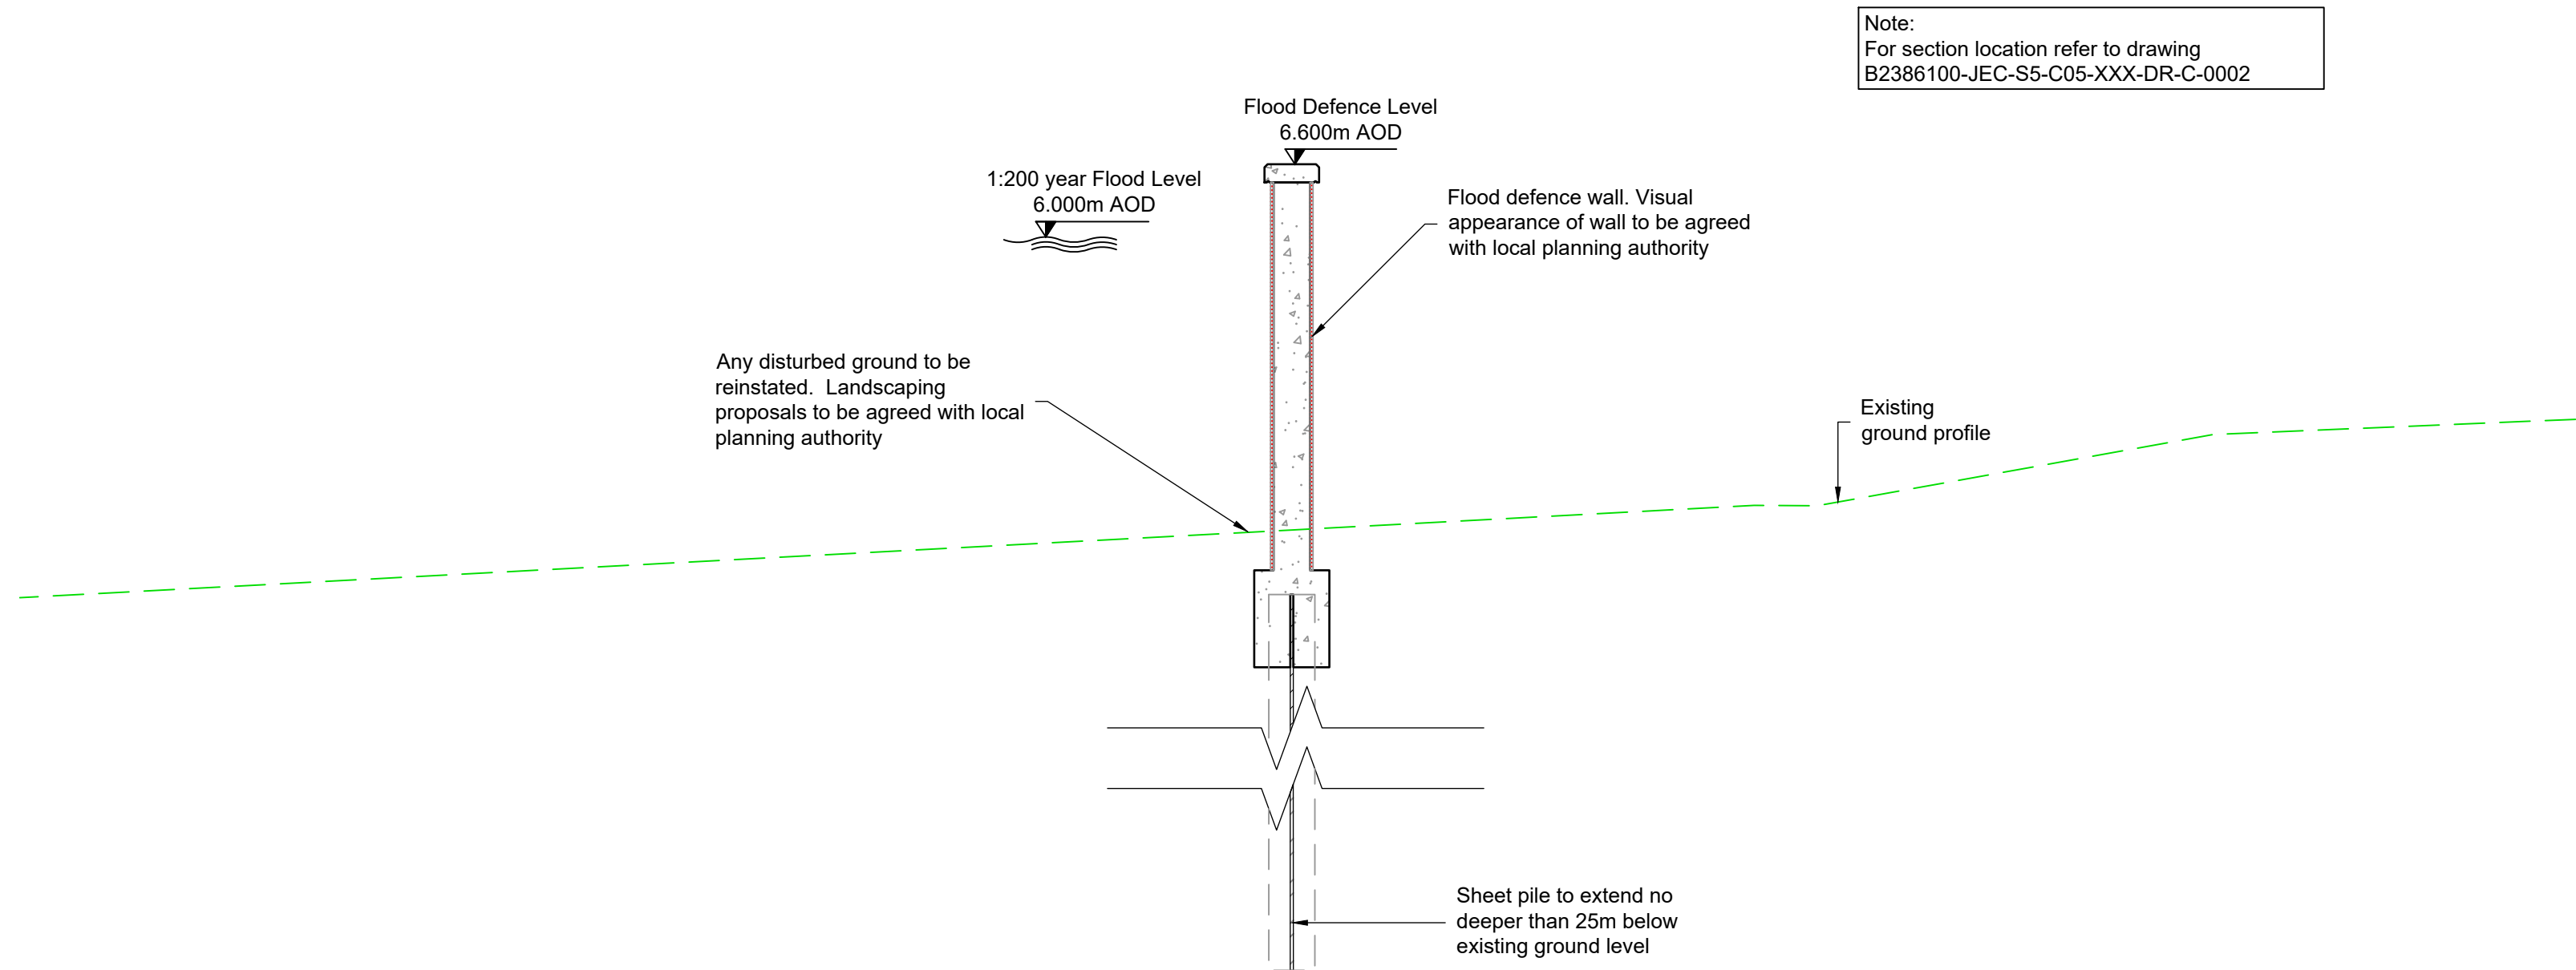 Note:
For section location refer to drawing
B2386100-JEC-S5-C05-XXX-DR-C-0002
Flood Defence Level
6.600m AOD
1:200 year Flood Level
6.000m AOD
Flood defence wall. Visual
appearance of wall to be agreed
with local planning authority
Any disturbed ground to be
reinstated.  Landscaping
proposals to be agreed with local
planning authority
Existing
ground profile
Sheet pile to extend no
deeper than 25m below
existing ground level